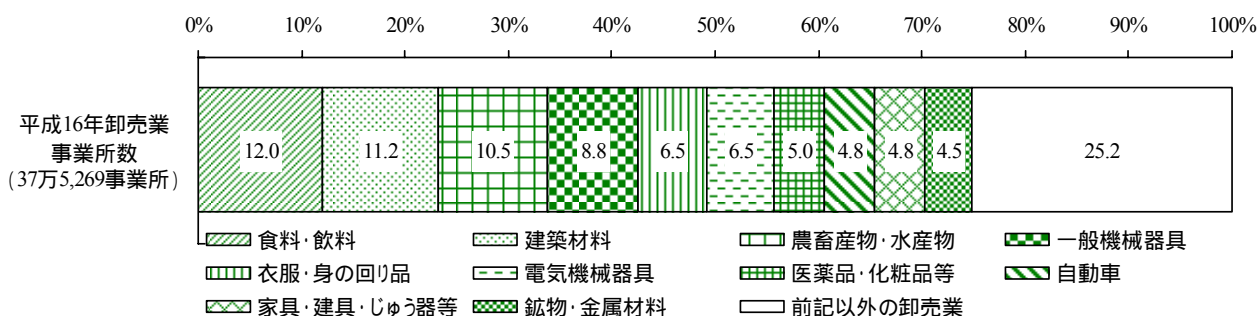 0% 10% 20% 30% 40% 50% 60% 70% 80% 90% 100%
平成16年卸売業
事業所数
(37万5,269事業所)
12.0 11.2 10.5 8.8 6.5 6.5 5.0 4.8 4.8 4.5 25.2
食料・飲料 建築材料 農畜産物・水産物 一般機械器具
衣服・身の回り品 電気機械器具 医薬品・化粧品等 自動車
家具・建具・じゅう器等 鉱物・金属材料 前記以外の卸売業